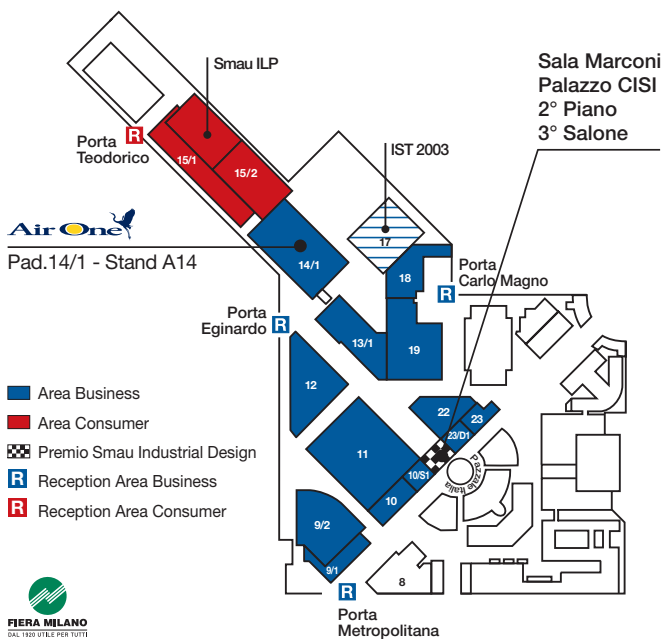 Smau ILP
Sala Marconi
Palazzo CISI
2° Piano
3° Salone
R
Porta
Teodorico
15/1
15/2
IST 2003
17
Air One
Pad.14/1 - Stand A14
14/1
18
Porta
Carlo Magno
R
Porta
Eginardo
R
13/1
19
12
Area Business
Area Consumer
Premio Smau Industrial Design
R Reception Area Business
R Reception Area Consumer
22
23
23/D1
11
10/S1
10
Pazzale Italia
9/2
9/1
8
R
Porta
Metropolitana
FIERA MILANO
DAL 1920 UTILE PER TUTTI